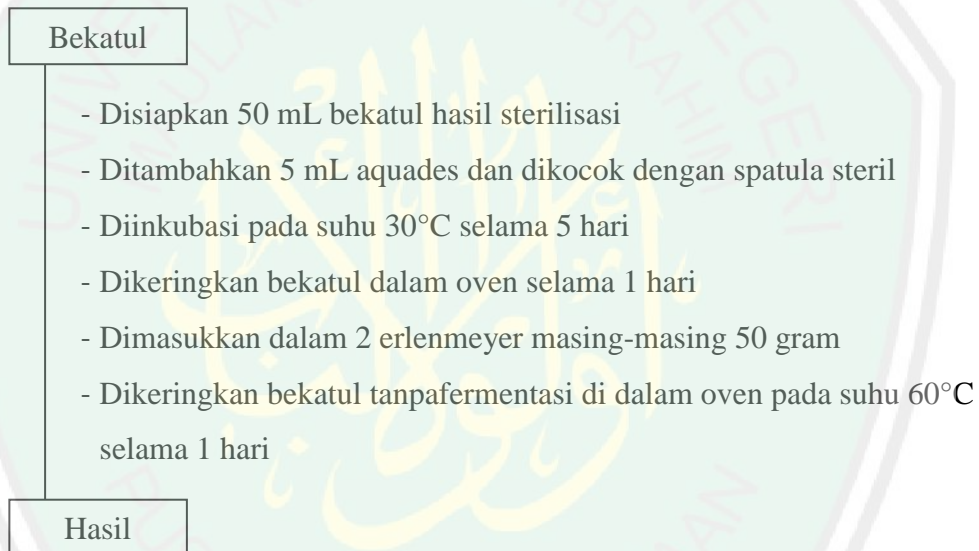 Bekatul
- Disiapkan 50 mL bekatul hasil sterilisasi
- Ditambahkan 5 mL aquades dan dikocok dengan spatula steril
- Diinkubasi pada suhu 30°C selama 5 hari
- Dikeringkan bekatul dalam oven selama 1 hari
- Dimasukkan dalam 2 erlenmeyer masing-masing 50 gram
- Dikeringkan bekatul tanpafermentasi di dalam oven pada suhu 60°C
selama 1 hari
Hasil